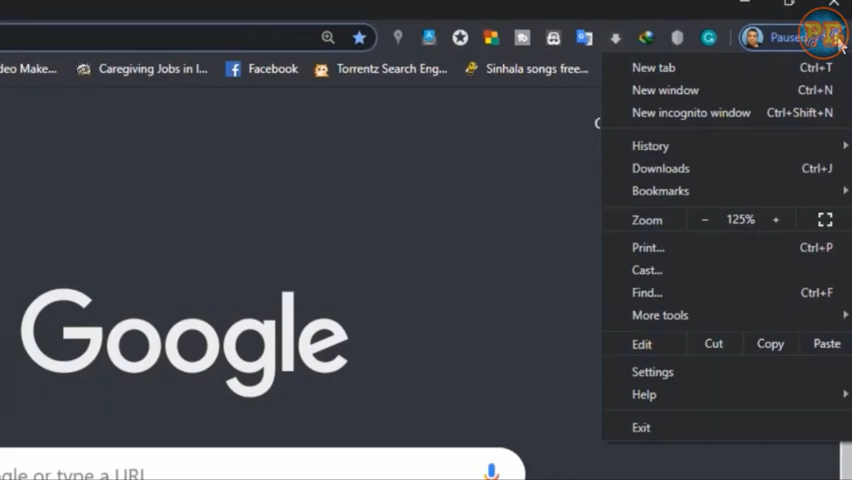 Paused
ideo Make...
Caregiving Jobs in I...
Facebook
Torrentz Search Eng...
Sinhala songs free...
New tab Ctrl+T
New window Ctrl+N
New incognito window Ctrl+Shift+N
History
Downloads Ctrl+J
Bookmarks
Zoom − 125% +
Print... Ctrl+P
Cast...
Find... Ctrl+F
More tools
Edit Cut Copy Paste
Settings
Help
Exit
Google
gle or type a URL